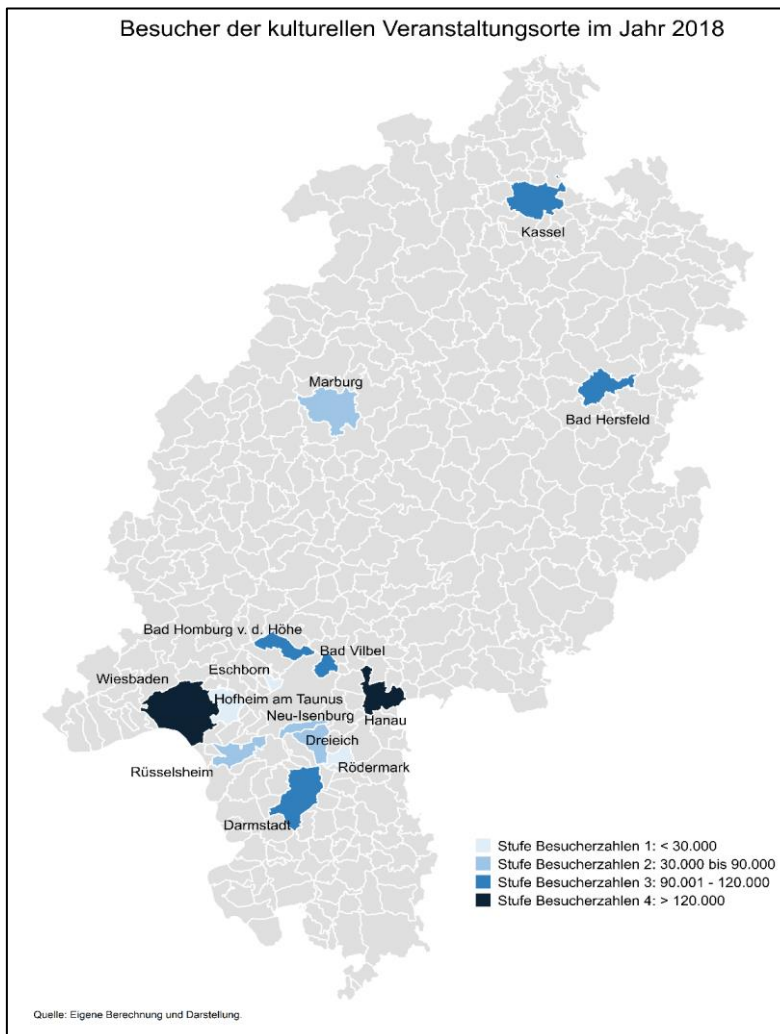 Besucher der kulturellen Veranstaltungsorte im Jahr 2018
Kassel
Marburg
Bad Hersfeld
Bad Homburg v. d. Höhe
Bad Vilbel
Eschborn
Wiesbaden
Hofheim am Taunus
Neu-Isenburg
Hanau
Dreieich
Rüsselsheim
Rödermark
Darmstadt
Stufe Besucherzahlen 1: < 30.000
Stufe Besucherzahlen 2: 30.000 bis 90.000
Stufe Besucherzahlen 3: 90.001 - 120.000
Stufe Besucherzahlen 4: > 120.000
Quelle: Eigene Berechnung und Darstellung.